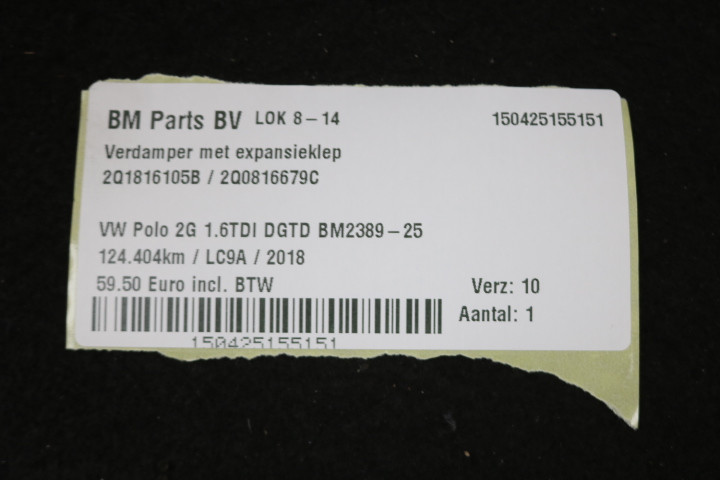 BM Parts BV LOK 8-14 150425155151
Verdamper met expansieklep
2Q1816105B / 2Q0816679C
VW Polo 2G 1.6TDI DGTD BM2389-25
124.404km / LC9A / 2018
59.50 Euro incl. BTW Verz: 10
Aantal: 1
150425155151